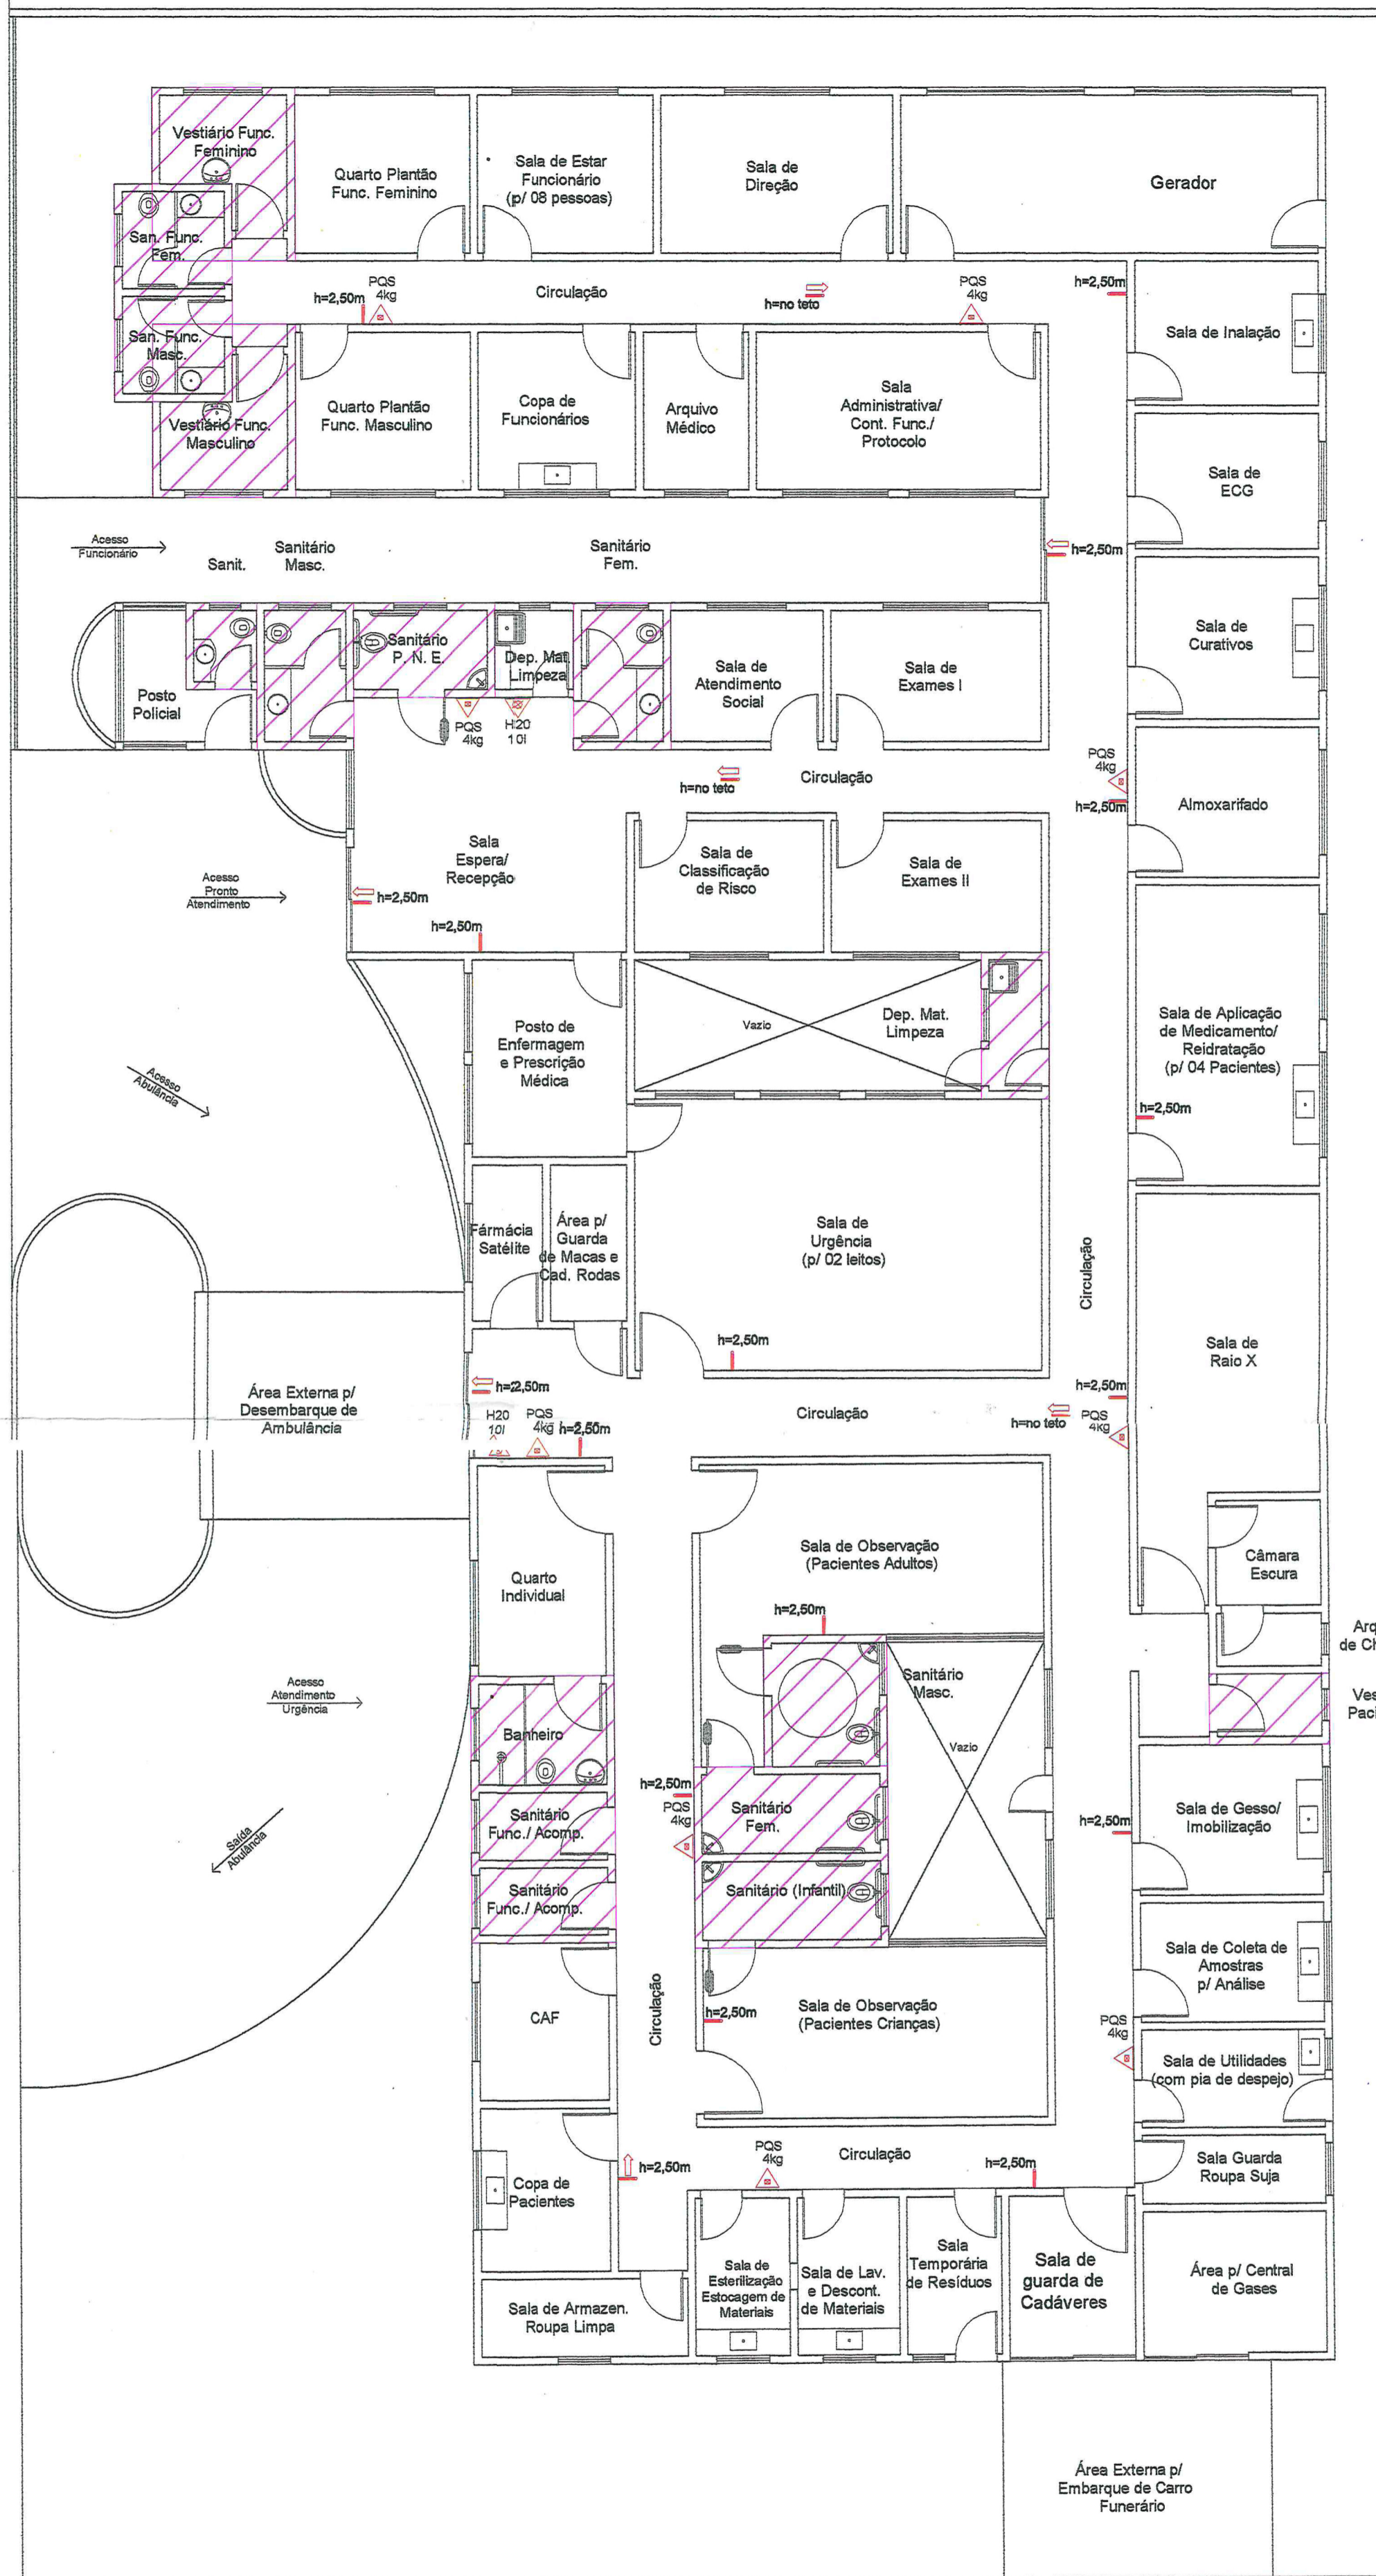 Vestiário Func.
Feminino
Quarto Plantão
Func. Feminino
Sala de Estar
Funcionário
(p/ 08 pessoas)
Sala de
Direção
Gerador
San. Func.
Fem.
PQS
4kg
h=2,50m
Circulação
h=no teto
PQS
4kg
h=2,50m
Sala de Inalação
San. Func.
Masc.
Vestiário Func.
Masculino
Quarto Plantão
Func. Masculino
Copa de
Funcionários
Arquivo
Médico
Sala
Administrativa/
Cont. Func./
Protocolo
Sala de
ECG
Acesso
Funcionário
Sanit.
Sanitário
Masc.
Sanitário
Fem.
h=2,50m
Posto
Policial
Sanitário
P. N. E.
Dep. Mat.
Limpeza
Sala de
Atendimento
Social
Sala de
Exames I
Sala de
Curativos
PQS
4kg
H20
10l
h=no teto
Circulação
PQS
4kg
h=2,50m
Almoxarifado
Sala
Espera/
Recepção
Sala de
Classificação
de Risco
Sala de
Exames II
Acesso
Pronto
Atendimento
h=2,50m
h=2,50m
Posto de
Enfermagem
e Prescrição
Médica
Vazio
Dep. Mat.
Limpeza
Sala de Aplicação
de Medicamento/
Reidratação
(p/ 04 Pacientes)
h=2,50m
Acesso
Abulância
Fármácia
Satélite
Área p/
Guarda
de Macas e
Cad. Rodas
Sala de
Urgência
(p/ 02 leitos)
Circulação
h=2,50m
Sala de
Raio X
Área Externa p/
Desembarque de
Ambulância
h=2,50m
H20
10l
PQS
4kg
h=2,50m
Circulação
h=no teto
h=2,50m
PQS
4kg
Quarto
Individual
Sala de Observação
(Pacientes Adultos)
h=2,50m
Câmara
Escura
Arq
de Ch
Acesso
Atendimento
Urgência
Banheiro
Sanitário
Masc.
Vazio
Ves
Paci
h=2,50m
PQS
4kg
Sanitário
Fem.
h=2,50m
Sala de Gesso/
Imobilização
Saída
Abulância
Sanitário
Func./ Acomp.
Sanitário
Func./ Acomp.
Sanitário (Infantil)
CAF
Circulação
h=2,50m
Sala de Observação
(Pacientes Crianças)
Sala de Coleta de
Amostras
p/ Análise
PQS
4kg
Sala de Utilidades
(com pia de despejo)
Copa de
Pacientes
h=2,50m
PQS
4kg
Circulação
h=2,50m
Sala Guarda
Roupa Suja
Sala de Armazen.
Roupa Limpa
Sala de
Esterilização
Estocagem de
Materiais
Sala de Lav.
e Descont.
de Materiais
Sala
Temporária
de Resíduos
Sala de
guarda de
Cadáveres
Área p/ Central
de Gases
Área Externa p/
Embarque de Carro
Funerário